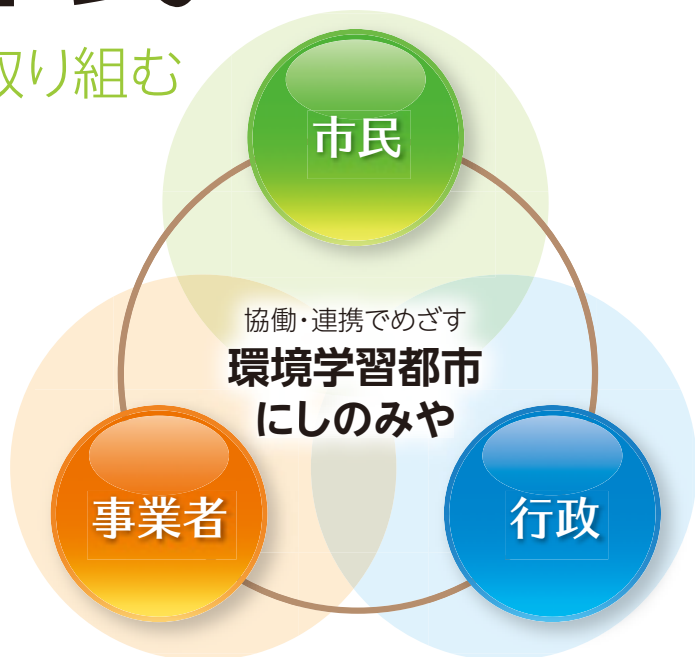 取り組む
市民
協働・連携でめざす
環境学習都市
にしのみや
事業者
行政